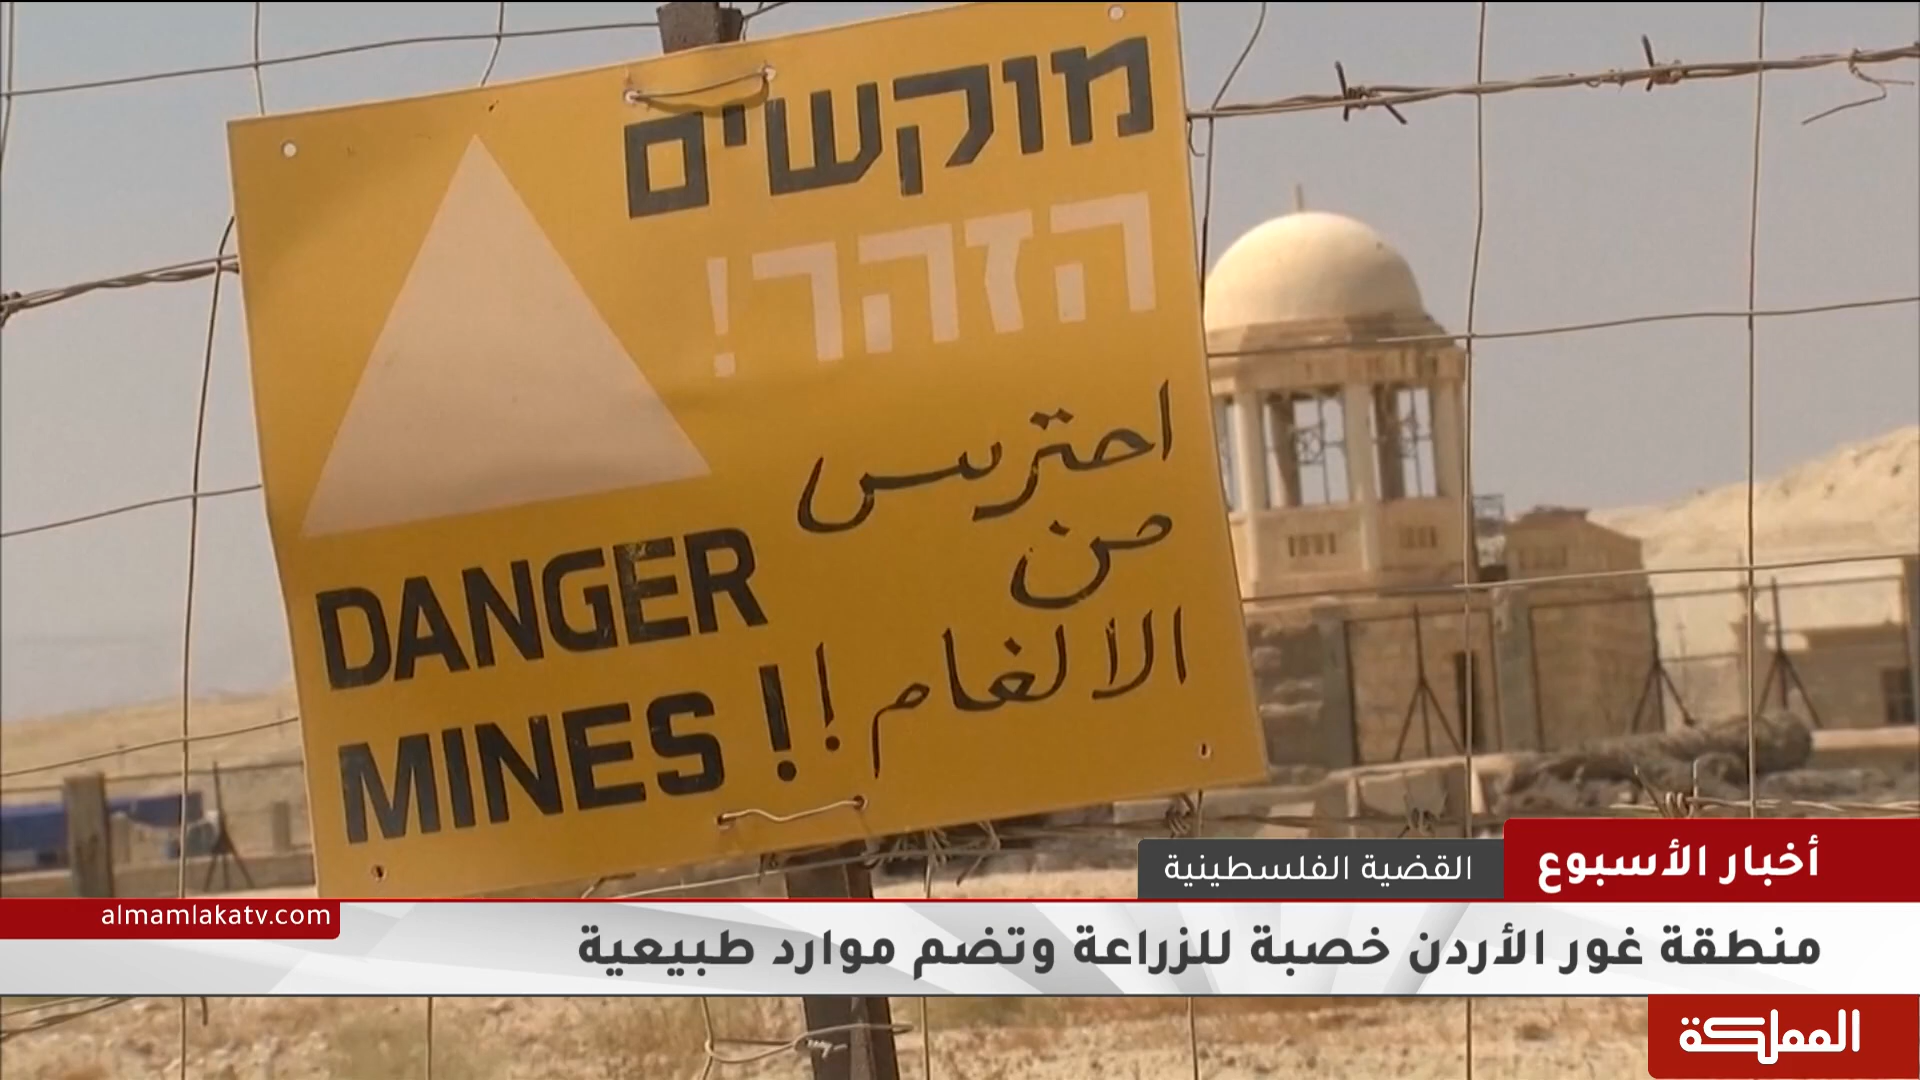 מוקשים
הזהר!
احترس
من
الالغام!
DANGER
MINES!
أخبار الأسبوع
القضية الفلسطينية
almamlakatv.com
منطقة غور الأردن خصبة للزراعة وتضم موارد طبيعية
المملكة